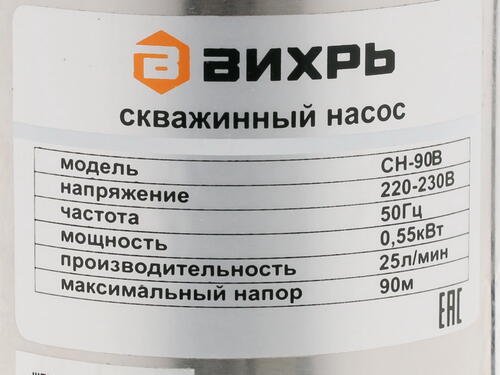 ВИХРЬ
скважинный насос
модель СН-90В
напряжение 220-230В
частота 50Гц
мощность 0,55кВт
производительность 25л/мин
максимальный напор 90м
EAC